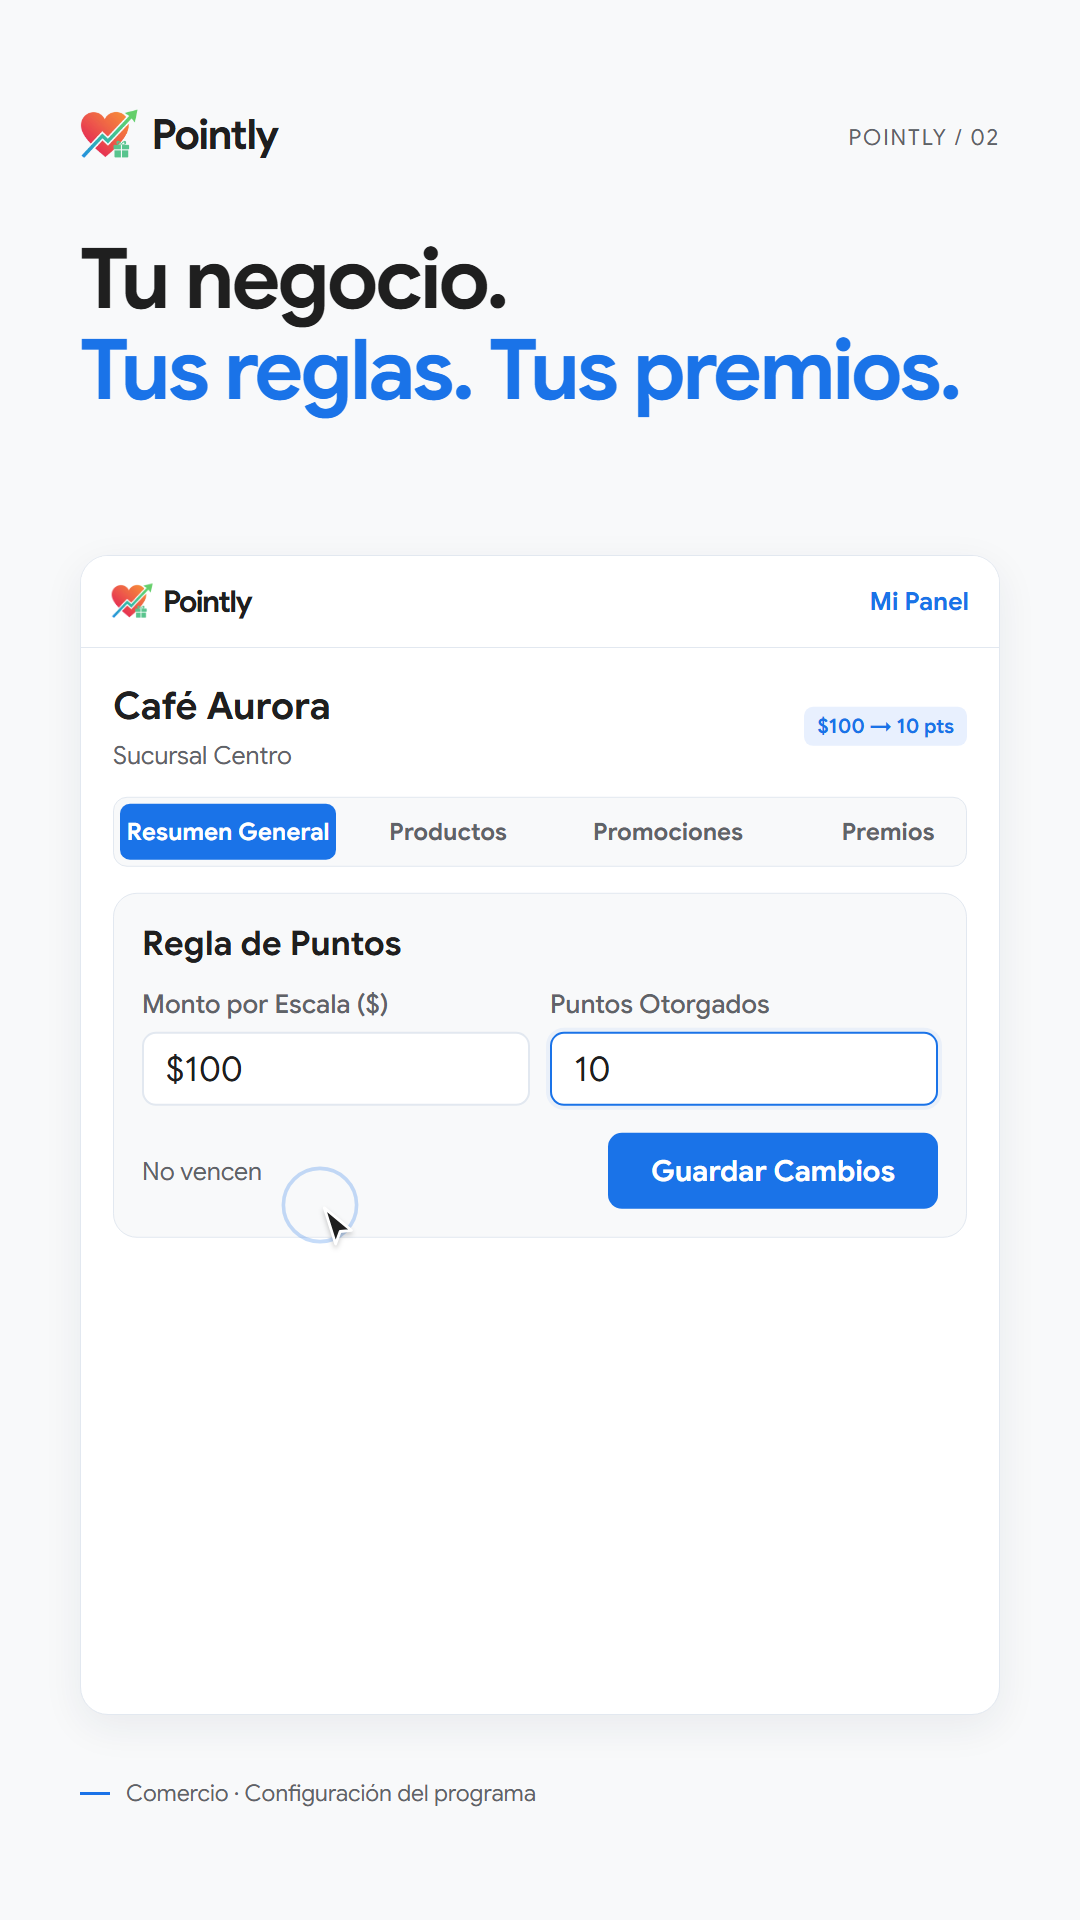 Pointly
POINTLY / 02
Tu negocio.
Tus reglas. Tus premios.
Pointly
Mi Panel
Café Aurora
$100 → 10 pts
Sucursal Centro
Resumen General
Productos
Promociones
Premios
Regla de Puntos
Monto por Escala ($)
Puntos Otorgados
$100
10
No vencen
Guardar Cambios
Comercio · Configuración del programa